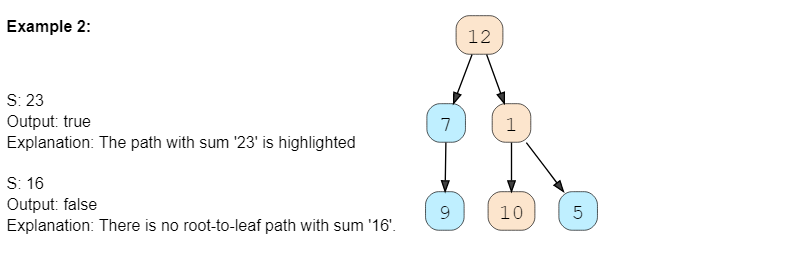 Example 2:
12
S: 23
Output: true
Explanation: The path with sum '23' is highlighted
7 1
S: 16
Output: false
Explanation: There is no root-to-leaf path with sum '16'.
9 10 5